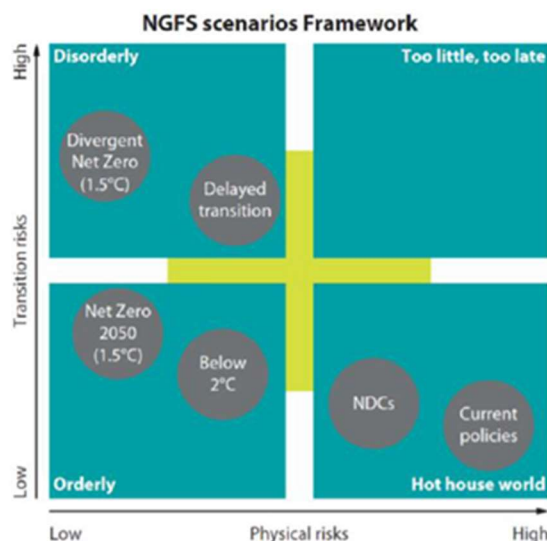 NGFS scenarios Framework
High
Transition risks
Low
Disorderly
Too little, too late
Divergent
Net Zero
(1.5°C)
Delayed
transition
Net Zero
2050
(1.5°C)
Below
2°C
NDCs
Current
policies
Orderly
Hot house world
Low
Physical risks
High